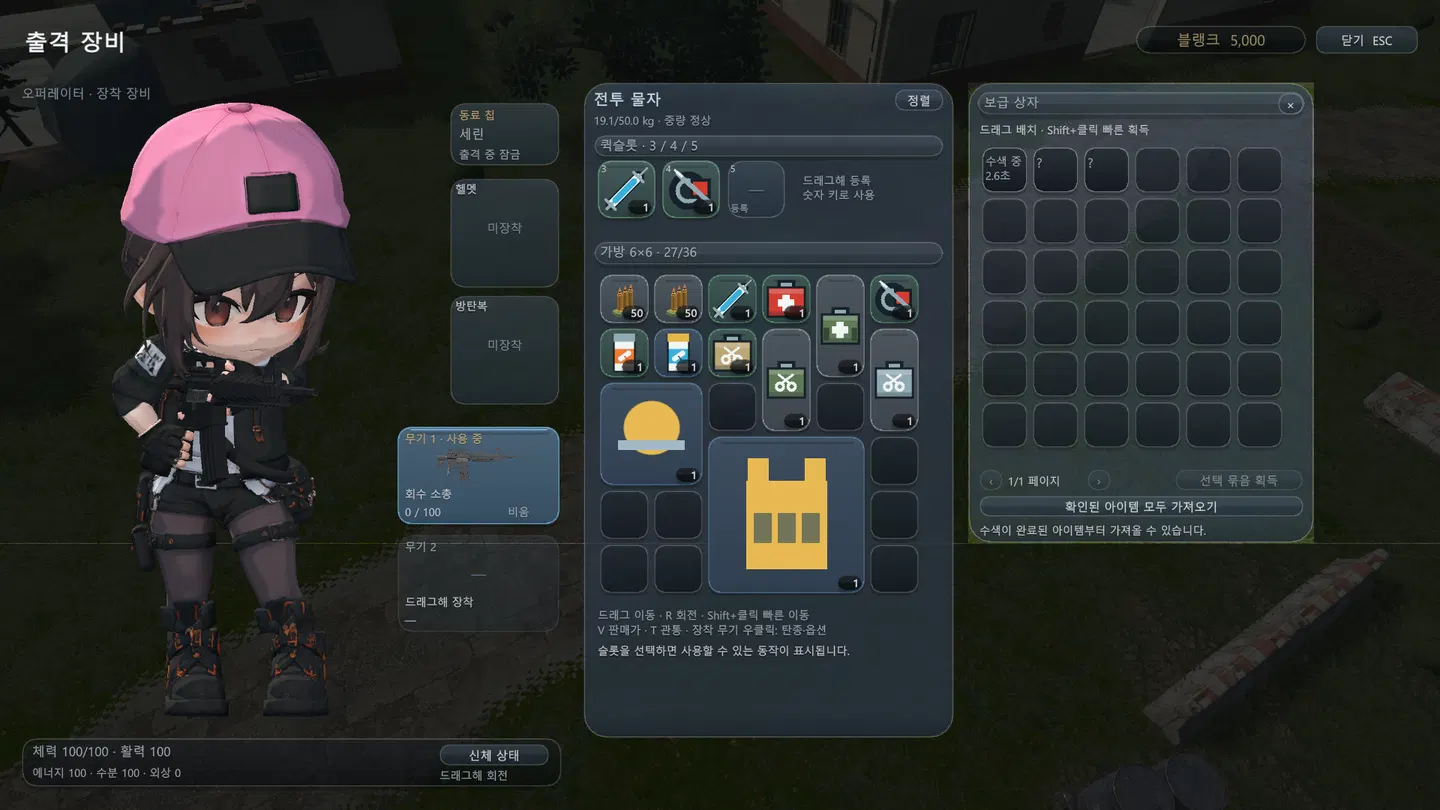 출격 장비
블랭크 5,000
닫기 ESC
오퍼레이터 · 장착 장비
동료 칩
세린
출격 중 잠금
헬멧
미장착
방탄복
미장착
무기 1 · 사용 중
회수 소총
0 / 100 비움
무기 2
—
드래그해 장착
—
체력 100/100 · 활력 100
에너지 100 · 수분 100 · 외상 0
신체 상태
드래그해 회전
전투 물자
정렬
19.1/50.0 kg · 중량 정상
퀵슬롯 · 3 / 4 / 5
3
1
4
1
5
—
등록
드래그해 등록
숫자 키로 사용
가방 6×6 · 27/36
50
50
1
1
1
1
1
1
1
1
1
1
1
드래그 이동 · R 회전 · Shift+클릭 빠른 이동
V 판매가 · T 관통 · 장착 무기 우클릭: 탄종·옵션
슬롯을 선택하면 사용할 수 있는 동작이 표시됩니다.
보급 상자
×
드래그 배치 · Shift+클릭 빠른 획득
수색 중
2.6초
?
?
‹ 1/1 페이지 ›
선택 묶음 획득
확인된 아이템 모두 가져오기
수색이 완료된 아이템부터 가져올 수 있습니다.